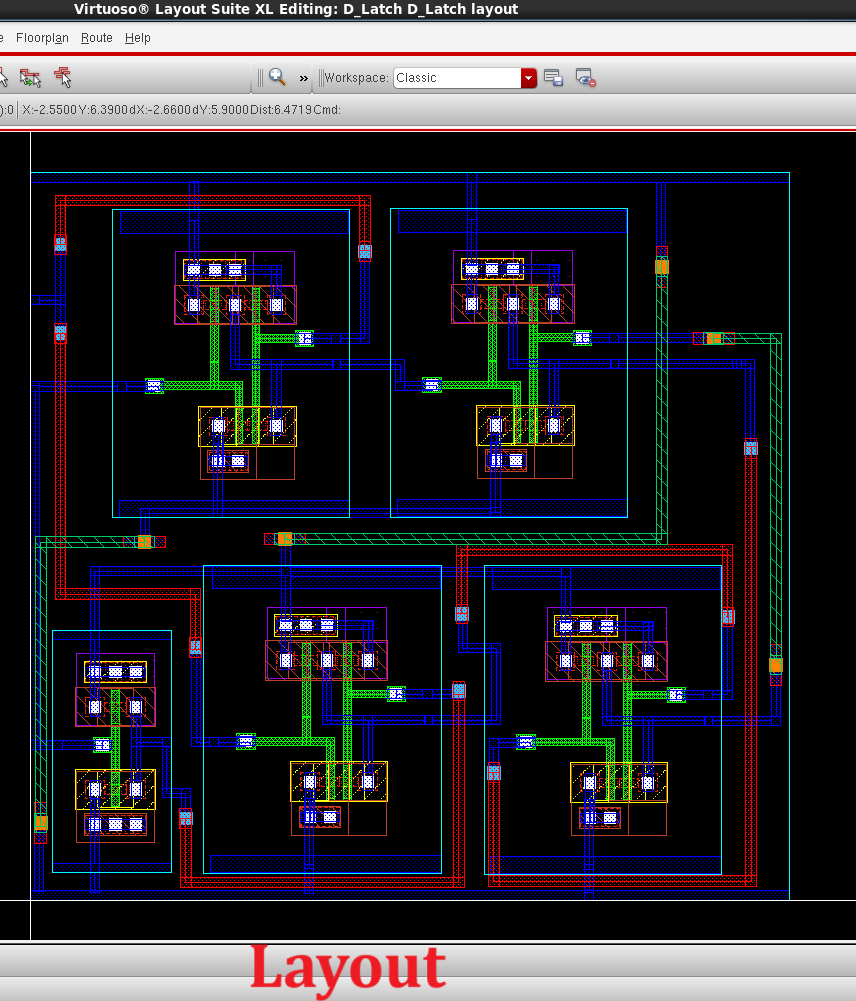 Virtuoso® Layout Suite XL Editing: D_Latch D_Latch layout
e Floorplan Route Help
» Workspace: Classic
):0 X:-2.5500 Y:6.3900 dX:-2.6600 dY:5.9000 Dist:6.4719 Cmd:
Layout